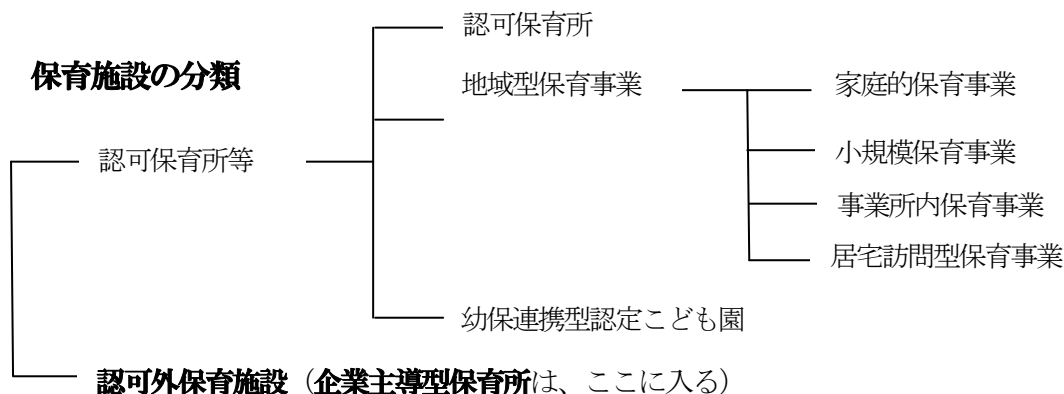 認可保育所
保育施設の分類
地域型保育事業
家庭的保育事業
小規模保育事業
認可保育所等
事業所内保育事業
居宅訪問型保育事業
幼保連携型認定こども園
認可外保育施設（企業主導型保育所は、ここに入る）